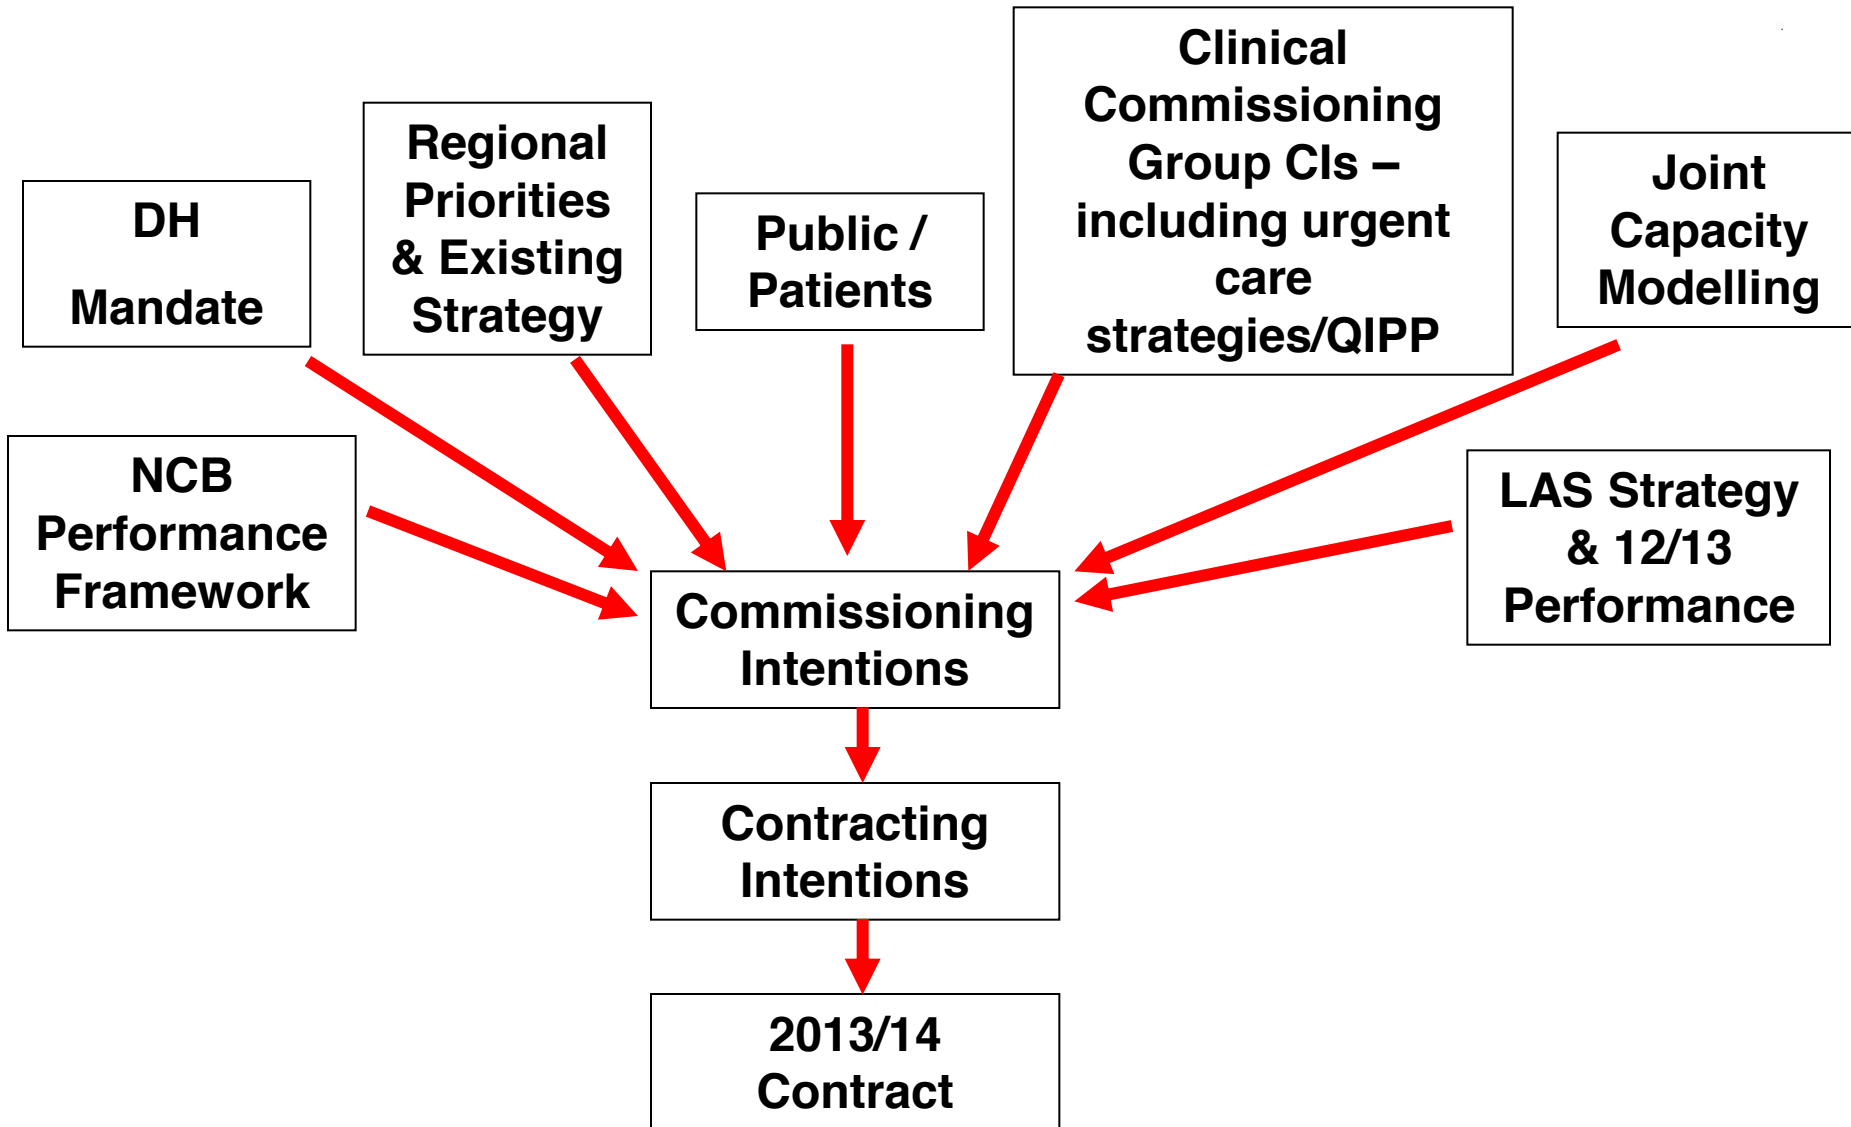 DH
Mandate
Regional
Priorities
& Existing
Strategy
Public /
Patients
Clinical
Commissioning
Group CIs –
including urgent
care
strategies/QIPP
Joint
Capacity
Modelling
NCB
Performance
Framework
LAS Strategy
& 12/13
Performance
Commissioning
Intentions
Contracting
Intentions
2013/14
Contract